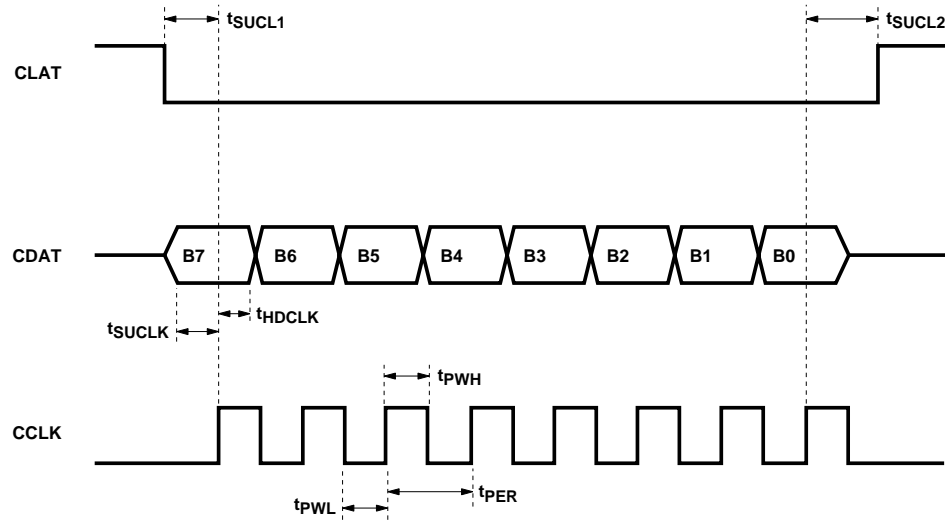 tSUCL1
tSUCL2
CLAT
CDAT
B7 B6 B5 B4 B3 B2 B1 B0
tSUCLK
tHDCLK
tPWH
CCLK
tPWL
tPER